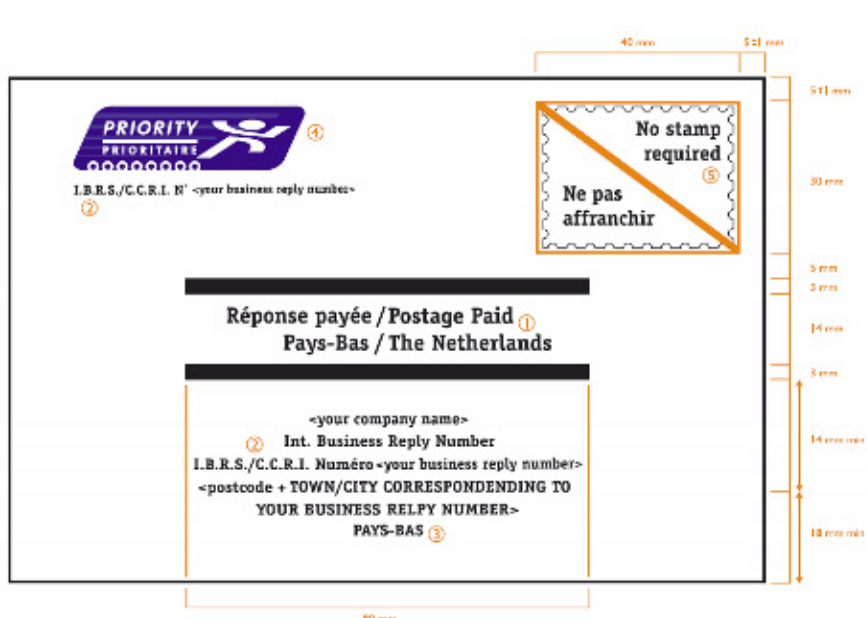 40 mm
5 ±1 mm
5 ±1 mm
PRIORITY
PRIORITAIRE
④
I.B.R.S./C.C.R.I. N° <your business reply number>
②
No stamp
required
⑤
Ne pas
affranchir
30 mm
5 mm
3 mm
Réponse payée / Postage Paid ①
Pays-Bas / The Netherlands
14 mm
3 mm
<your company name>
② Int. Business Reply Number
I.B.R.S./C.C.R.I. Numéro <your business reply number>
<postcode + TOWN/CITY CORRESPONDENDING TO
YOUR BUSINESS RELPY NUMBER>
PAYS-BAS ③
14 mm min
18 mm min